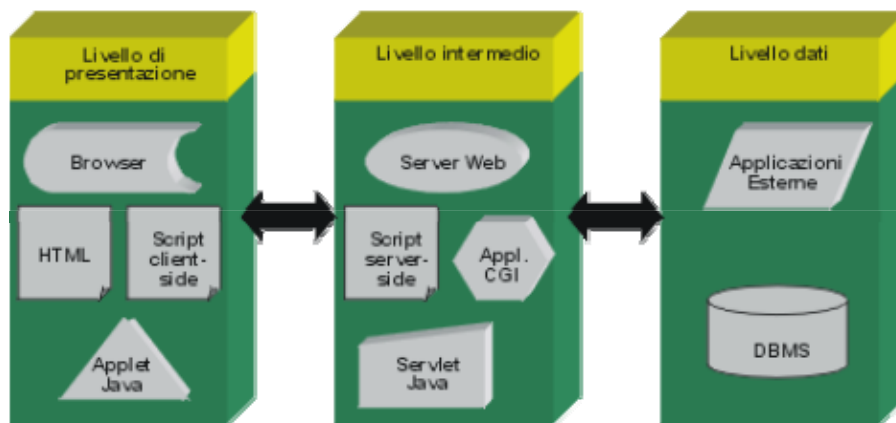 Livello di
presentazione
Browser
HTML
Script
client-
side
Applet
Java
Livello intermedio
Server Web
Script
server-
side
Appl.
CGI
Servlet
Java
Livello dati
Applicazioni
Esterne
DBMS